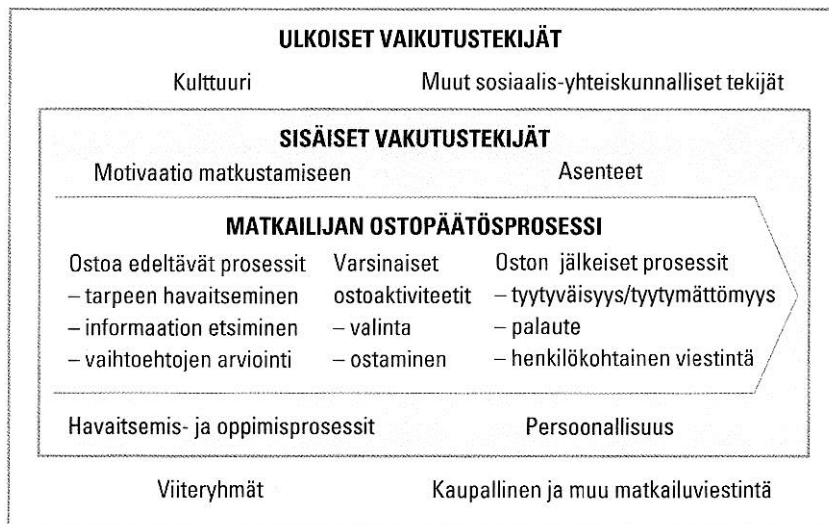 ULKOISET VAIKUTUSTEKIJÄT
Kulttuuri Muut sosiaalis-yhteiskunnalliset tekijät
SISÄISET VAKUTUSTEKIJÄT
Motivaatio matkustamiseen Asenteet
MATKAILIJAN OSTOPÄÄTÖSPROSESSI
Ostoa edeltävät prosessit Varsinaiset Oston jälkeiset prosessit
– tarpeen havaitseminen ostoaktiviteetit – tyytyväisyys/tyytymättömyys
– informaation etsiminen – valinta – palaute
– vaihtoehtojen arviointi – ostaminen – henkilökohtainen viestintä
Havaitsemis- ja oppimisprosessit Persoonallisuus
Viiteryhmät Kaupallinen ja muu matkailuviestintä